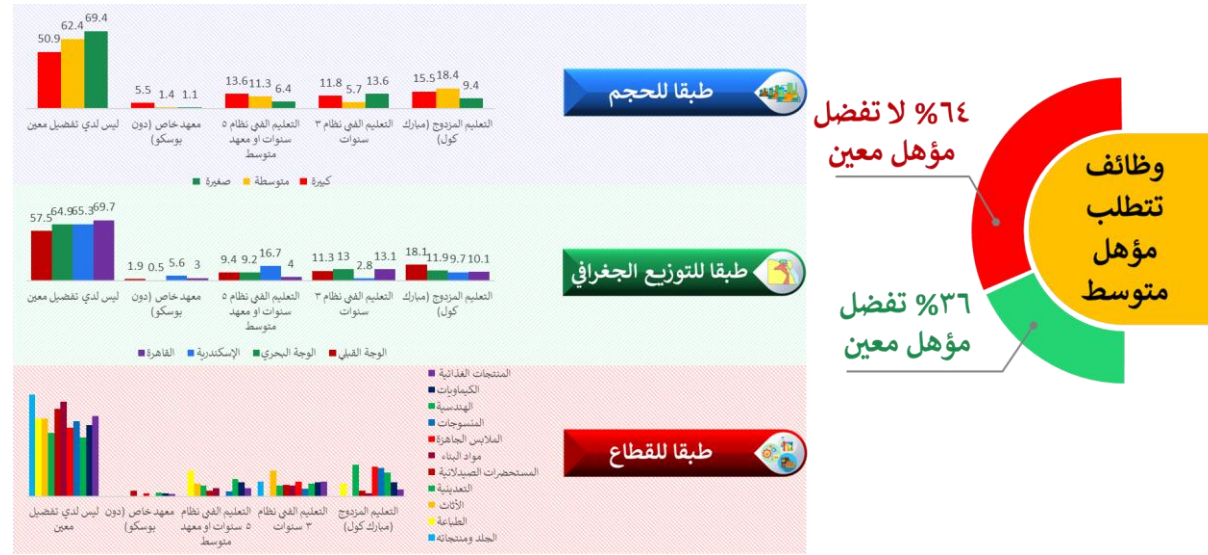 وظائف
تتطلب
مؤهل
متوسط
٦٤% لا تفضل
مؤهل معين
٣٦% تفضل
مؤهل معين
طبقا للحجم
50.9 62.4 69.4
5.5 1.4 1.1
13.6 11.3 6.4
11.8 5.7 13.6
15.5 18.4 9.4
التعليم المزدوج (مبارك
كول)
التعليم الفني نظام ٣
سنوات
التعليم الفني نظام ٥
سنوات او معهد
متوسط
معهد خاص (دون
بوسكو)
ليس لدي تفضيل معين
كبيرة متوسطة صغيرة
طبقا للتوزيع الجغرافي
57.5 64.9 65.3 69.7
1.9 0.5 5.6 3
9.4 9.2 16.7 4
11.3 13 2.8 13.1
18.1 11.9 9.7 10.1
التعليم المزدوج (مبارك
كول)
التعليم الفني نظام ٣
سنوات
التعليم الفني نظام ٥
سنوات او معهد
متوسط
معهد خاص (دون
بوسكو)
ليس لدي تفضيل معين
الوجة القبلي الوجة البحري الإسكندرية القاهرة
طبقا للقطاع
المنتجات الغذائية
الكيماويات
الهندسية
المنسوجات
الملابس الجاهزة
مواد البناء
المستحضرات الصيدلانية
التعدينية
الأثاث
الطباعة
الجلد ومنتجاته
التعليم المزدوج
(مبارك كول)
التعليم الفني نظام
٣ سنوات
التعليم الفني نظام
٥ سنوات او معهد
متوسط
معهد خاص (دون
بوسكو)
ليس لدي تفضيل
معين